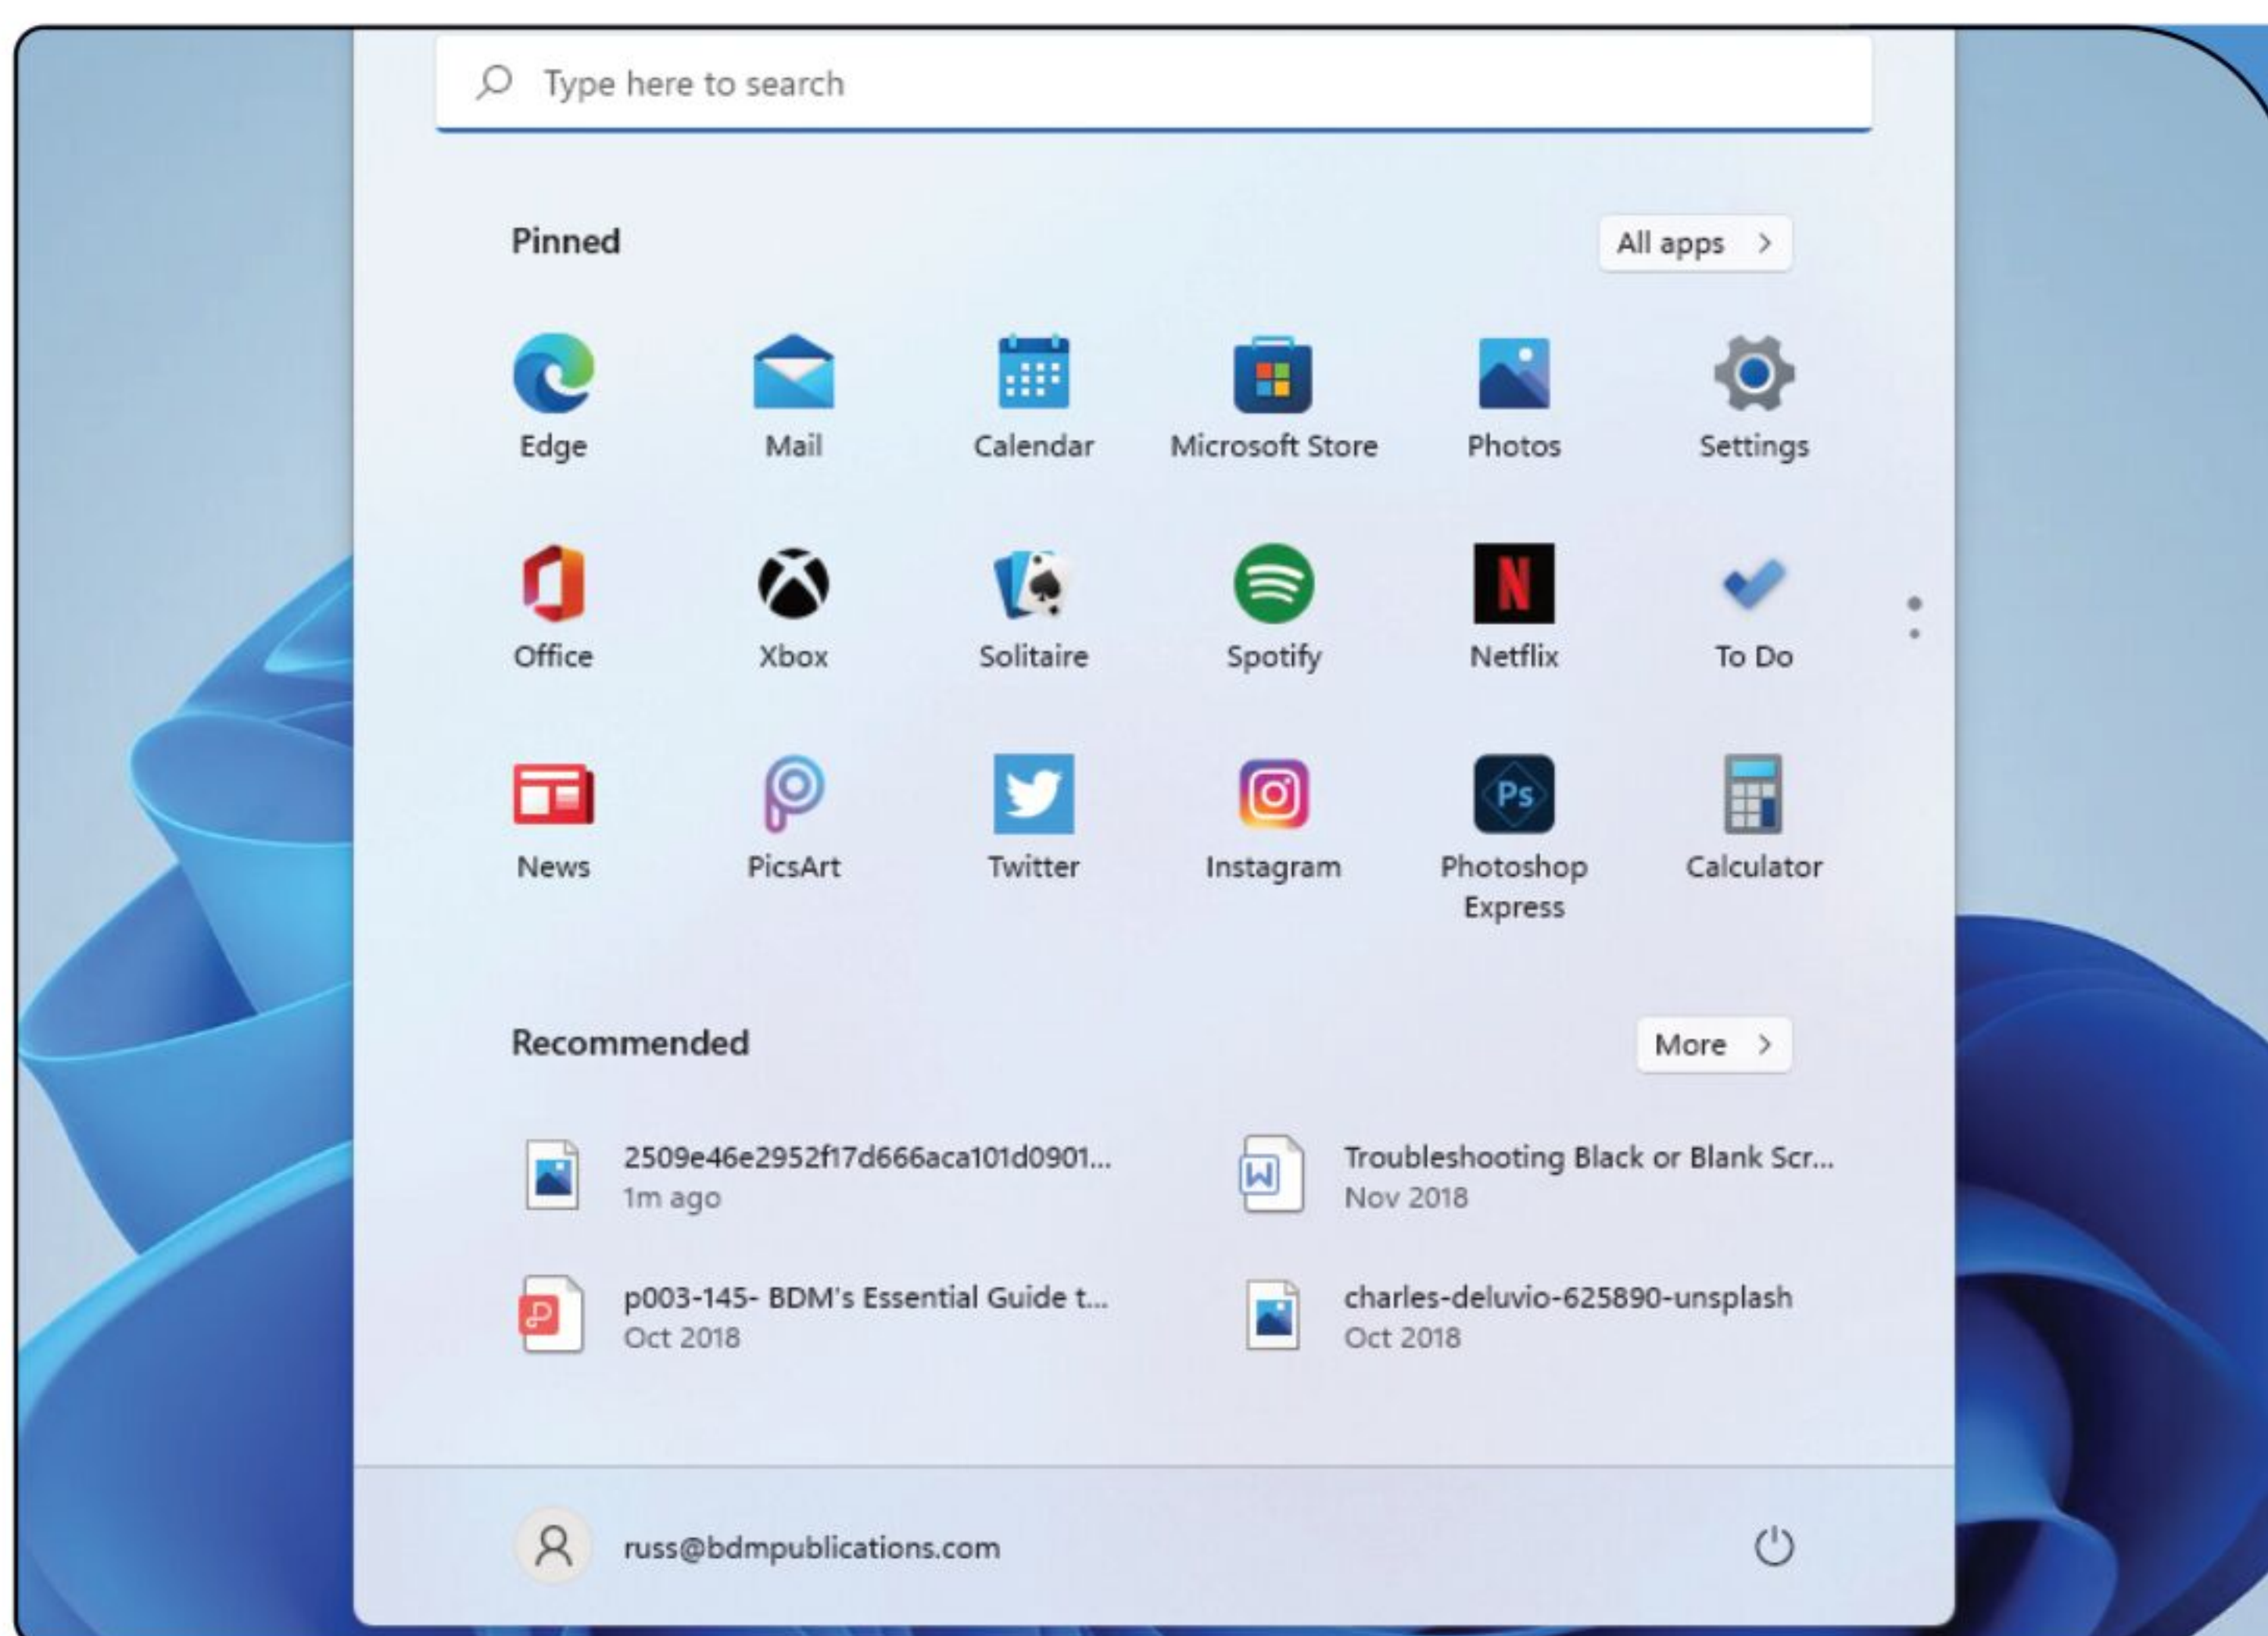 Type here to search
Pinned
All apps >
Edge
Mail
Calendar
Microsoft Store
Photos
Settings
Office
Xbox
Solitaire
Spotify
Netflix
To Do
News
PicsArt
Twitter
Instagram
Ps
Photoshop
Express
Calculator
Recommended
More >
2509e46e2952f17d666aca101d0901...
1m ago
W
Troubleshooting Black or Blank Scr...
Nov 2018
p003-145- BDM's Essential Guide t...
Oct 2018
charles-deluvio-625890-unsplash
Oct 2018
russ@bdmpublications.com